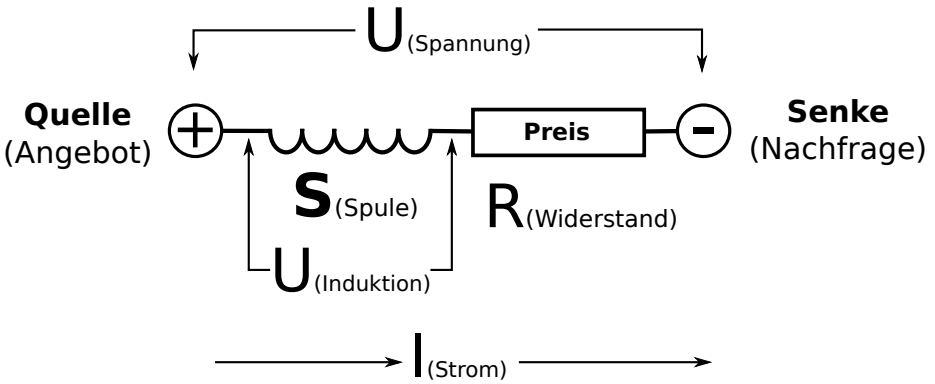 U(Spannung)
Quelle
(Angebot)
+
Preis
-
Senke
(Nachfrage)
S(Spule)
R(Widerstand)
U(Induktion)
I(Strom)